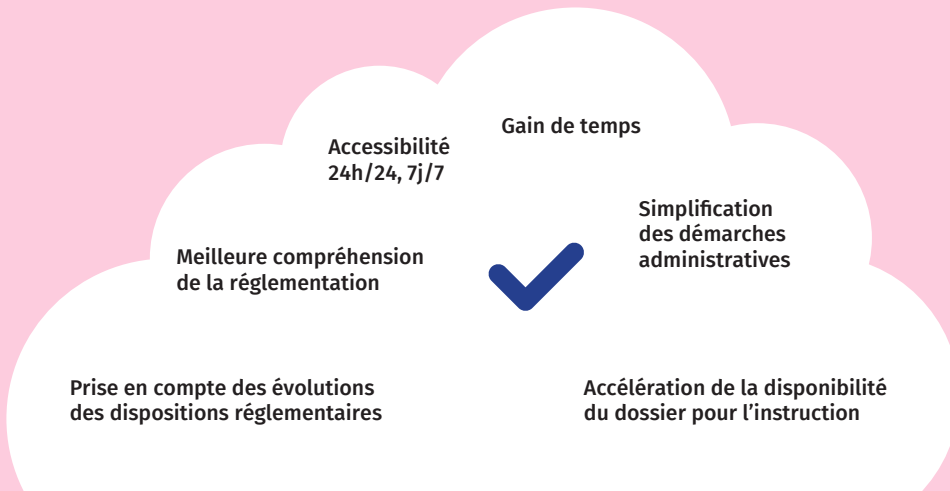 Gain de temps
Accessibilité
24h/24, 7j/7
Simplification
des démarches
administratives
Meilleure compréhension
de la réglementation
Prise en compte des évolutions
des dispositions réglementaires
Accélération de la disponibilité
du dossier pour l’instruction